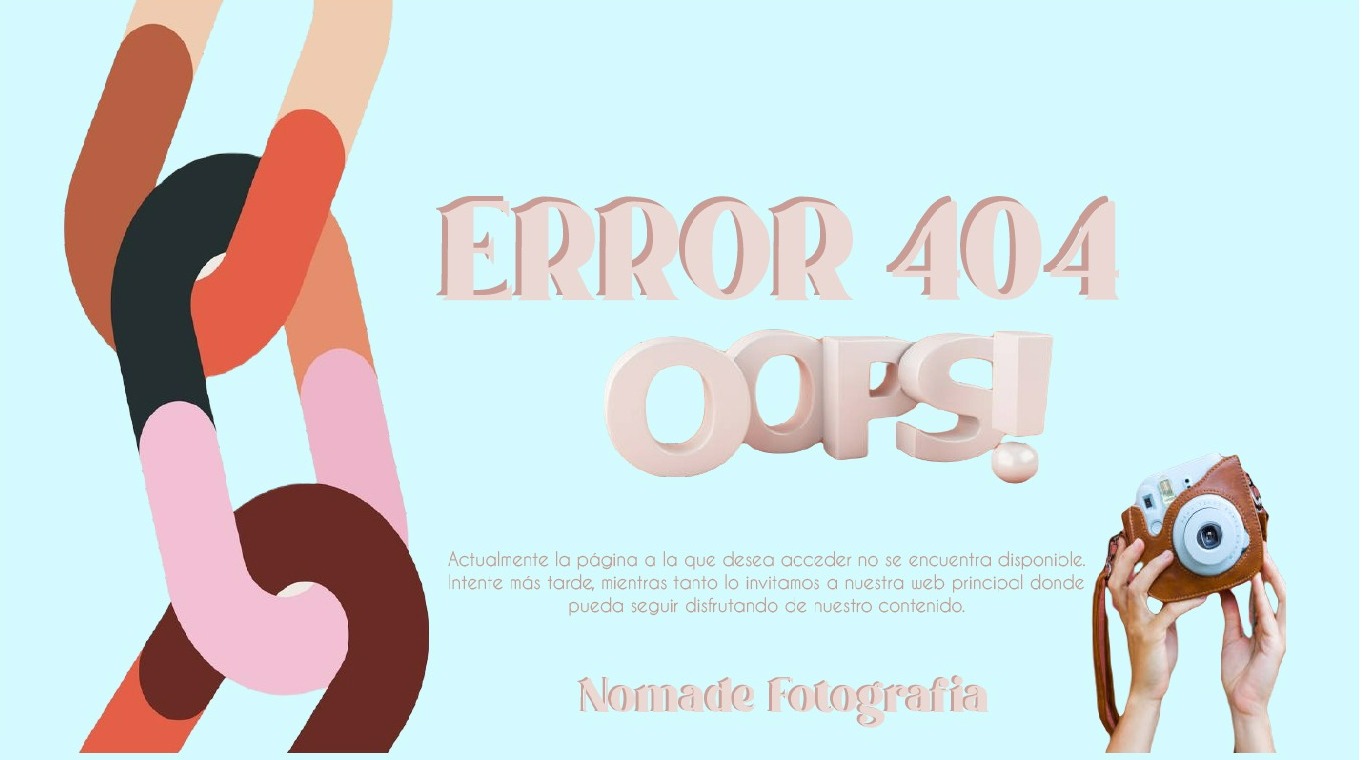 ERROR 404
OOPS!
Actualmente la página a la que desea acceder no se encuentra disponible.
Intente más tarde, mientras tanto lo invitamos a nuestra web principal donde
pueda seguir disfrutando de nuestro contenido.
Nomade Fotografia